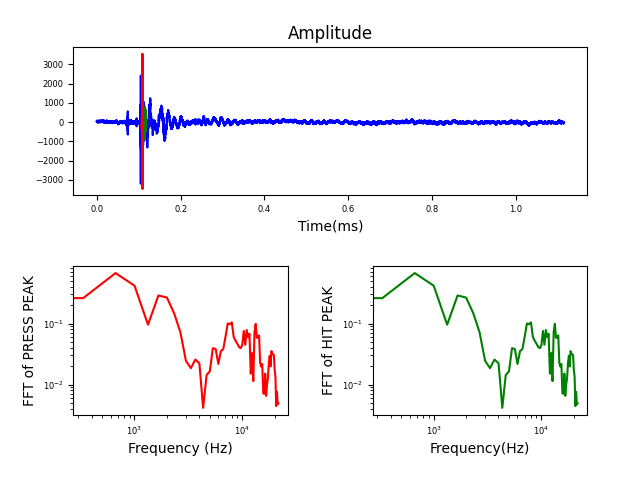 Amplitude
3000
2000
1000
0
−1000
−2000
−3000
0.0 0.2 0.4 0.6 0.8 1.0
Time(ms)
FFT of PRESS PEAK
10⁻¹
10⁻²
10³ 10⁴
Frequency (Hz)
FFT of HIT PEAK
10⁻¹
10⁻²
10³ 10⁴
Frequency(Hz)